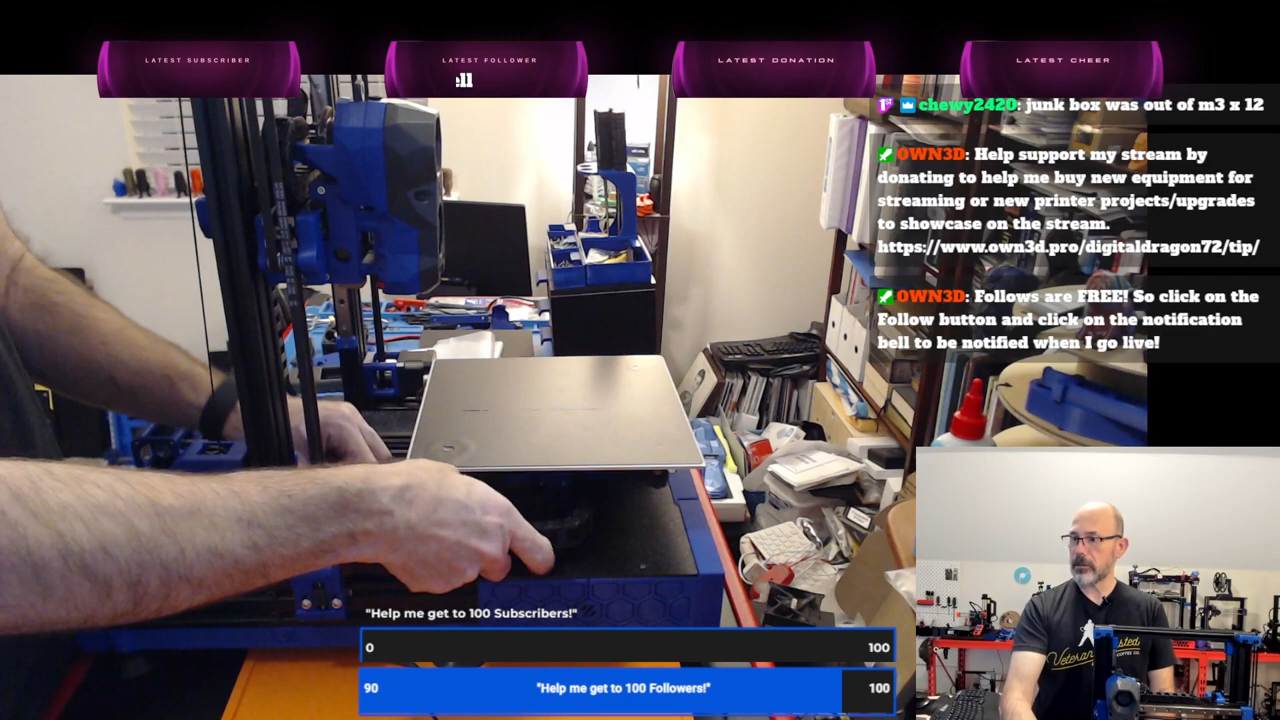 LATEST SUBSCRIBER
LATEST FOLLOWER
LATEST DONATION
LATEST CHEER
ell
chewy2420: junk box was out of m3 x 12
OWN3D: Help support my stream by
donating to help me buy new equipment for
streaming or new printer projects/upgrades
to showcase on the stream.
https://www.own3d.pro/digitaldragon72/tip/
OWN3D: Follows are FREE! So click on the
Follow button and click on the notification
bell to be notified when I go live!
"Help me get to 100 Subscribers!"
0 100
90 "Help me get to 100 Followers!" 100
COFFEE CO.